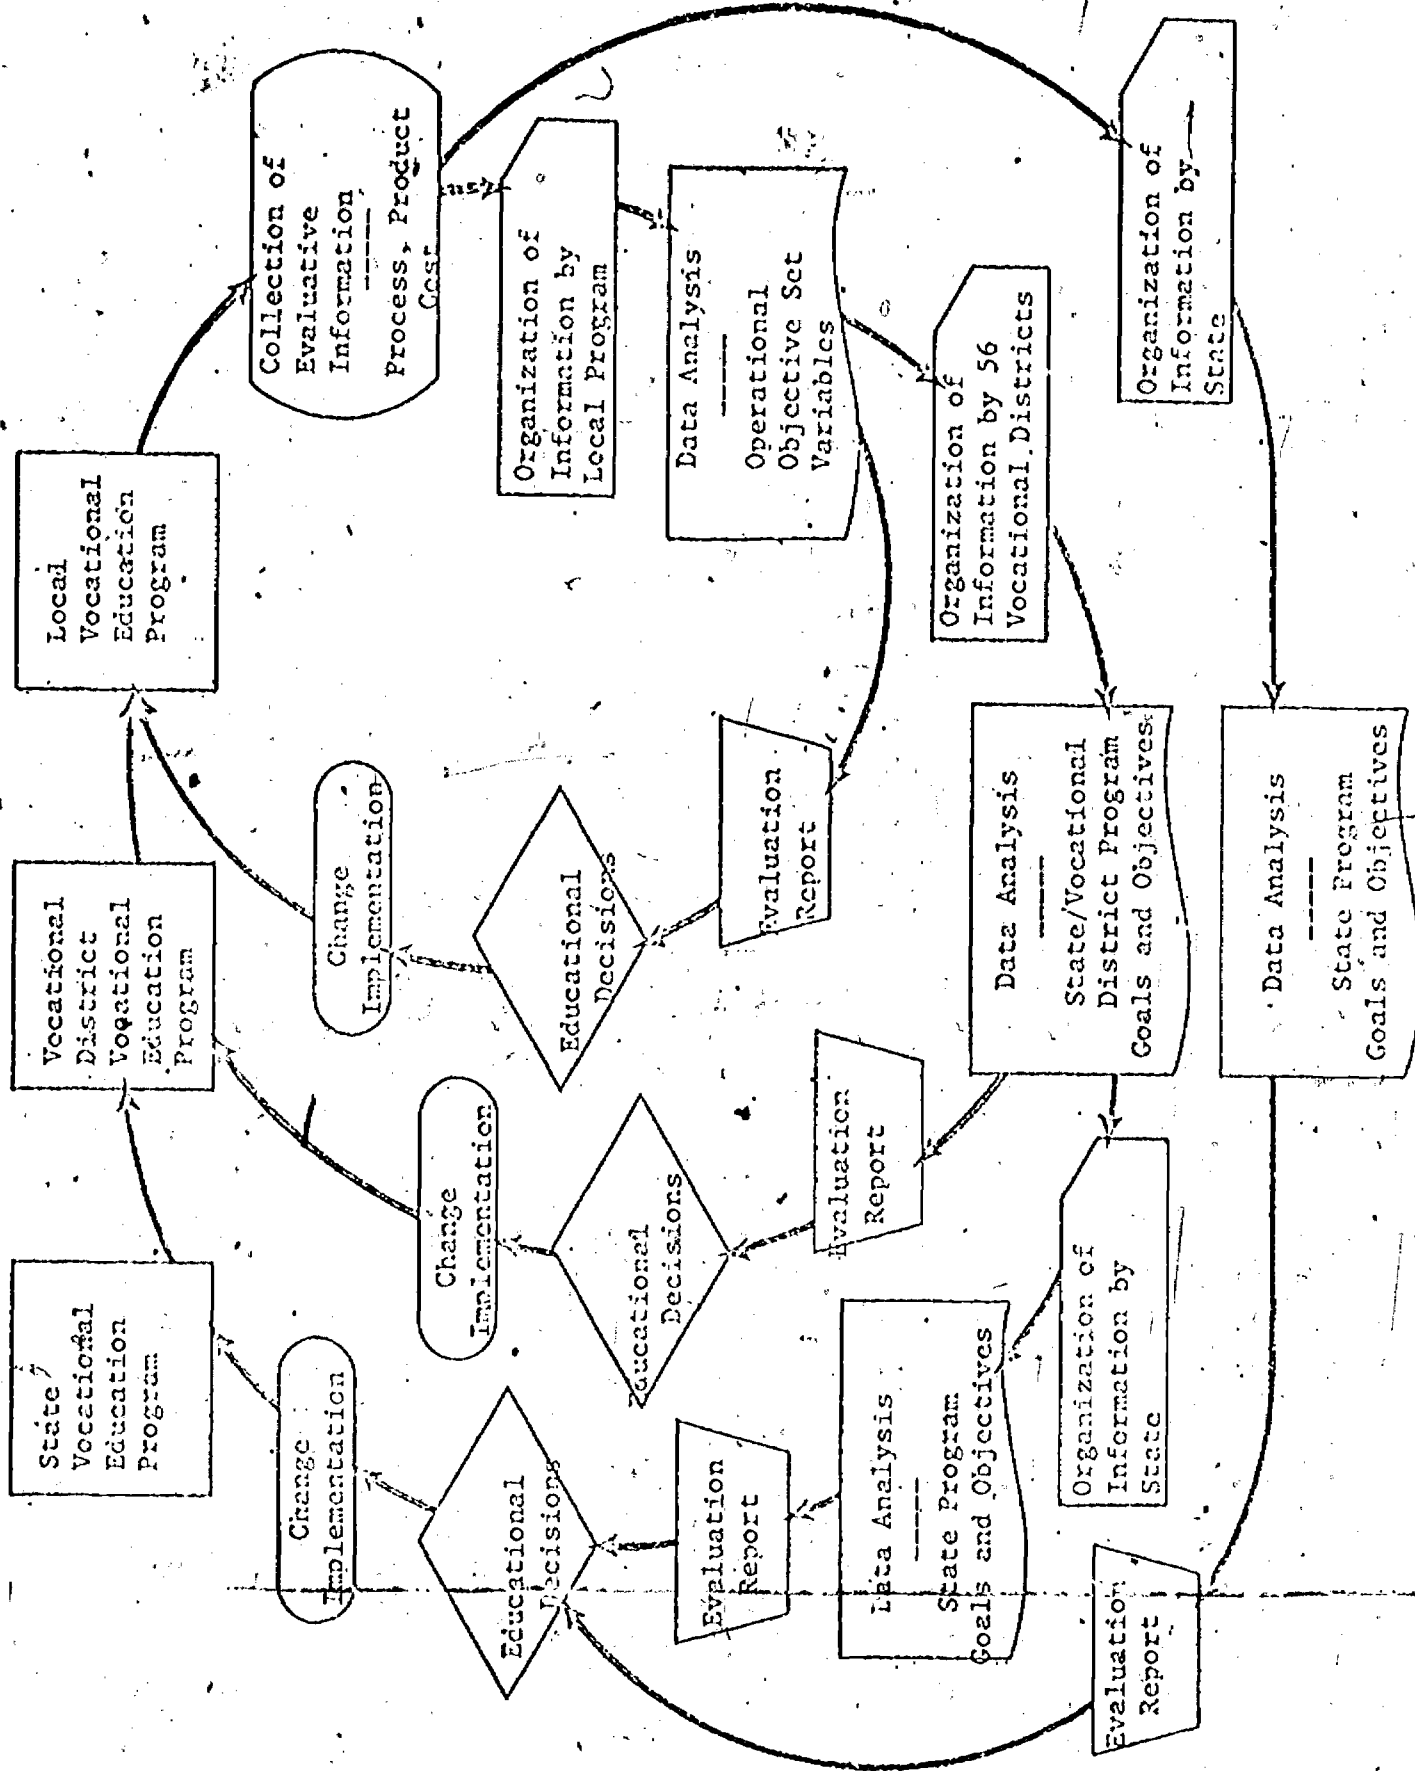 State
Vocational
Education
Program
Vocational
District
Vocational
Education
Program
Local
Vocational
Education
Program
Change
Implementation
Change
Implementation
Change
Implementation
Collection of
Evaluative
Information
Process, Product
Cost
Educational
Decisions
Educational
Decisions
Educational
Decisions
Organization of
Information by
Local Program
Evaluation
Report
Evaluation
Report
Evaluation
Report
Data Analysis
Operational
Objective Set
Variables
Data Analysis
State Program
Goals and Objectives
Organization of
Information by 56
Vocational Districts
Organization of
Information by
State
Data Analysis
State/Vocational
District Program
Goals and Objectives
Evaluation
Report
Data Analysis
State Program
Goals and Objectives
Organization of
Information by
State